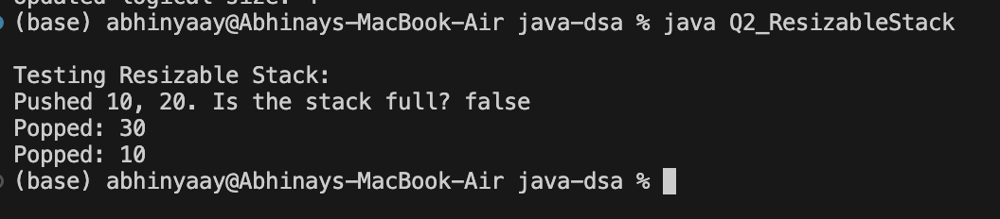 updated logical size: 1
(base) abhinyaay@Abhinays-MacBook-Air java-dsa % java Q2_ResizableStack
Testing Resizable Stack:
Pushed 10, 20. Is the stack full? false
Popped: 30
Popped: 10
(base) abhinyaay@Abhinays-MacBook-Air java-dsa %